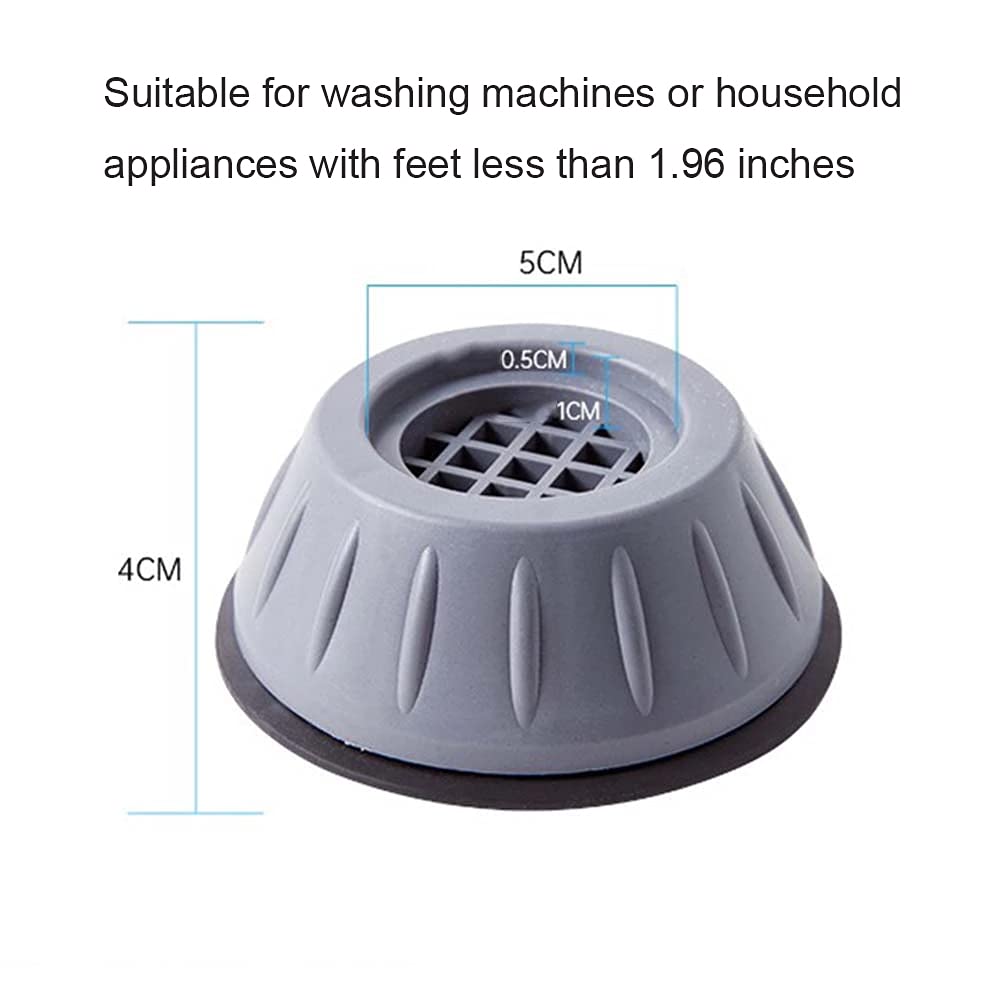 Suitable for washing machines or household
appliances with feet less than 1.96 inches
5CM
0.5CM
1CM
4CM